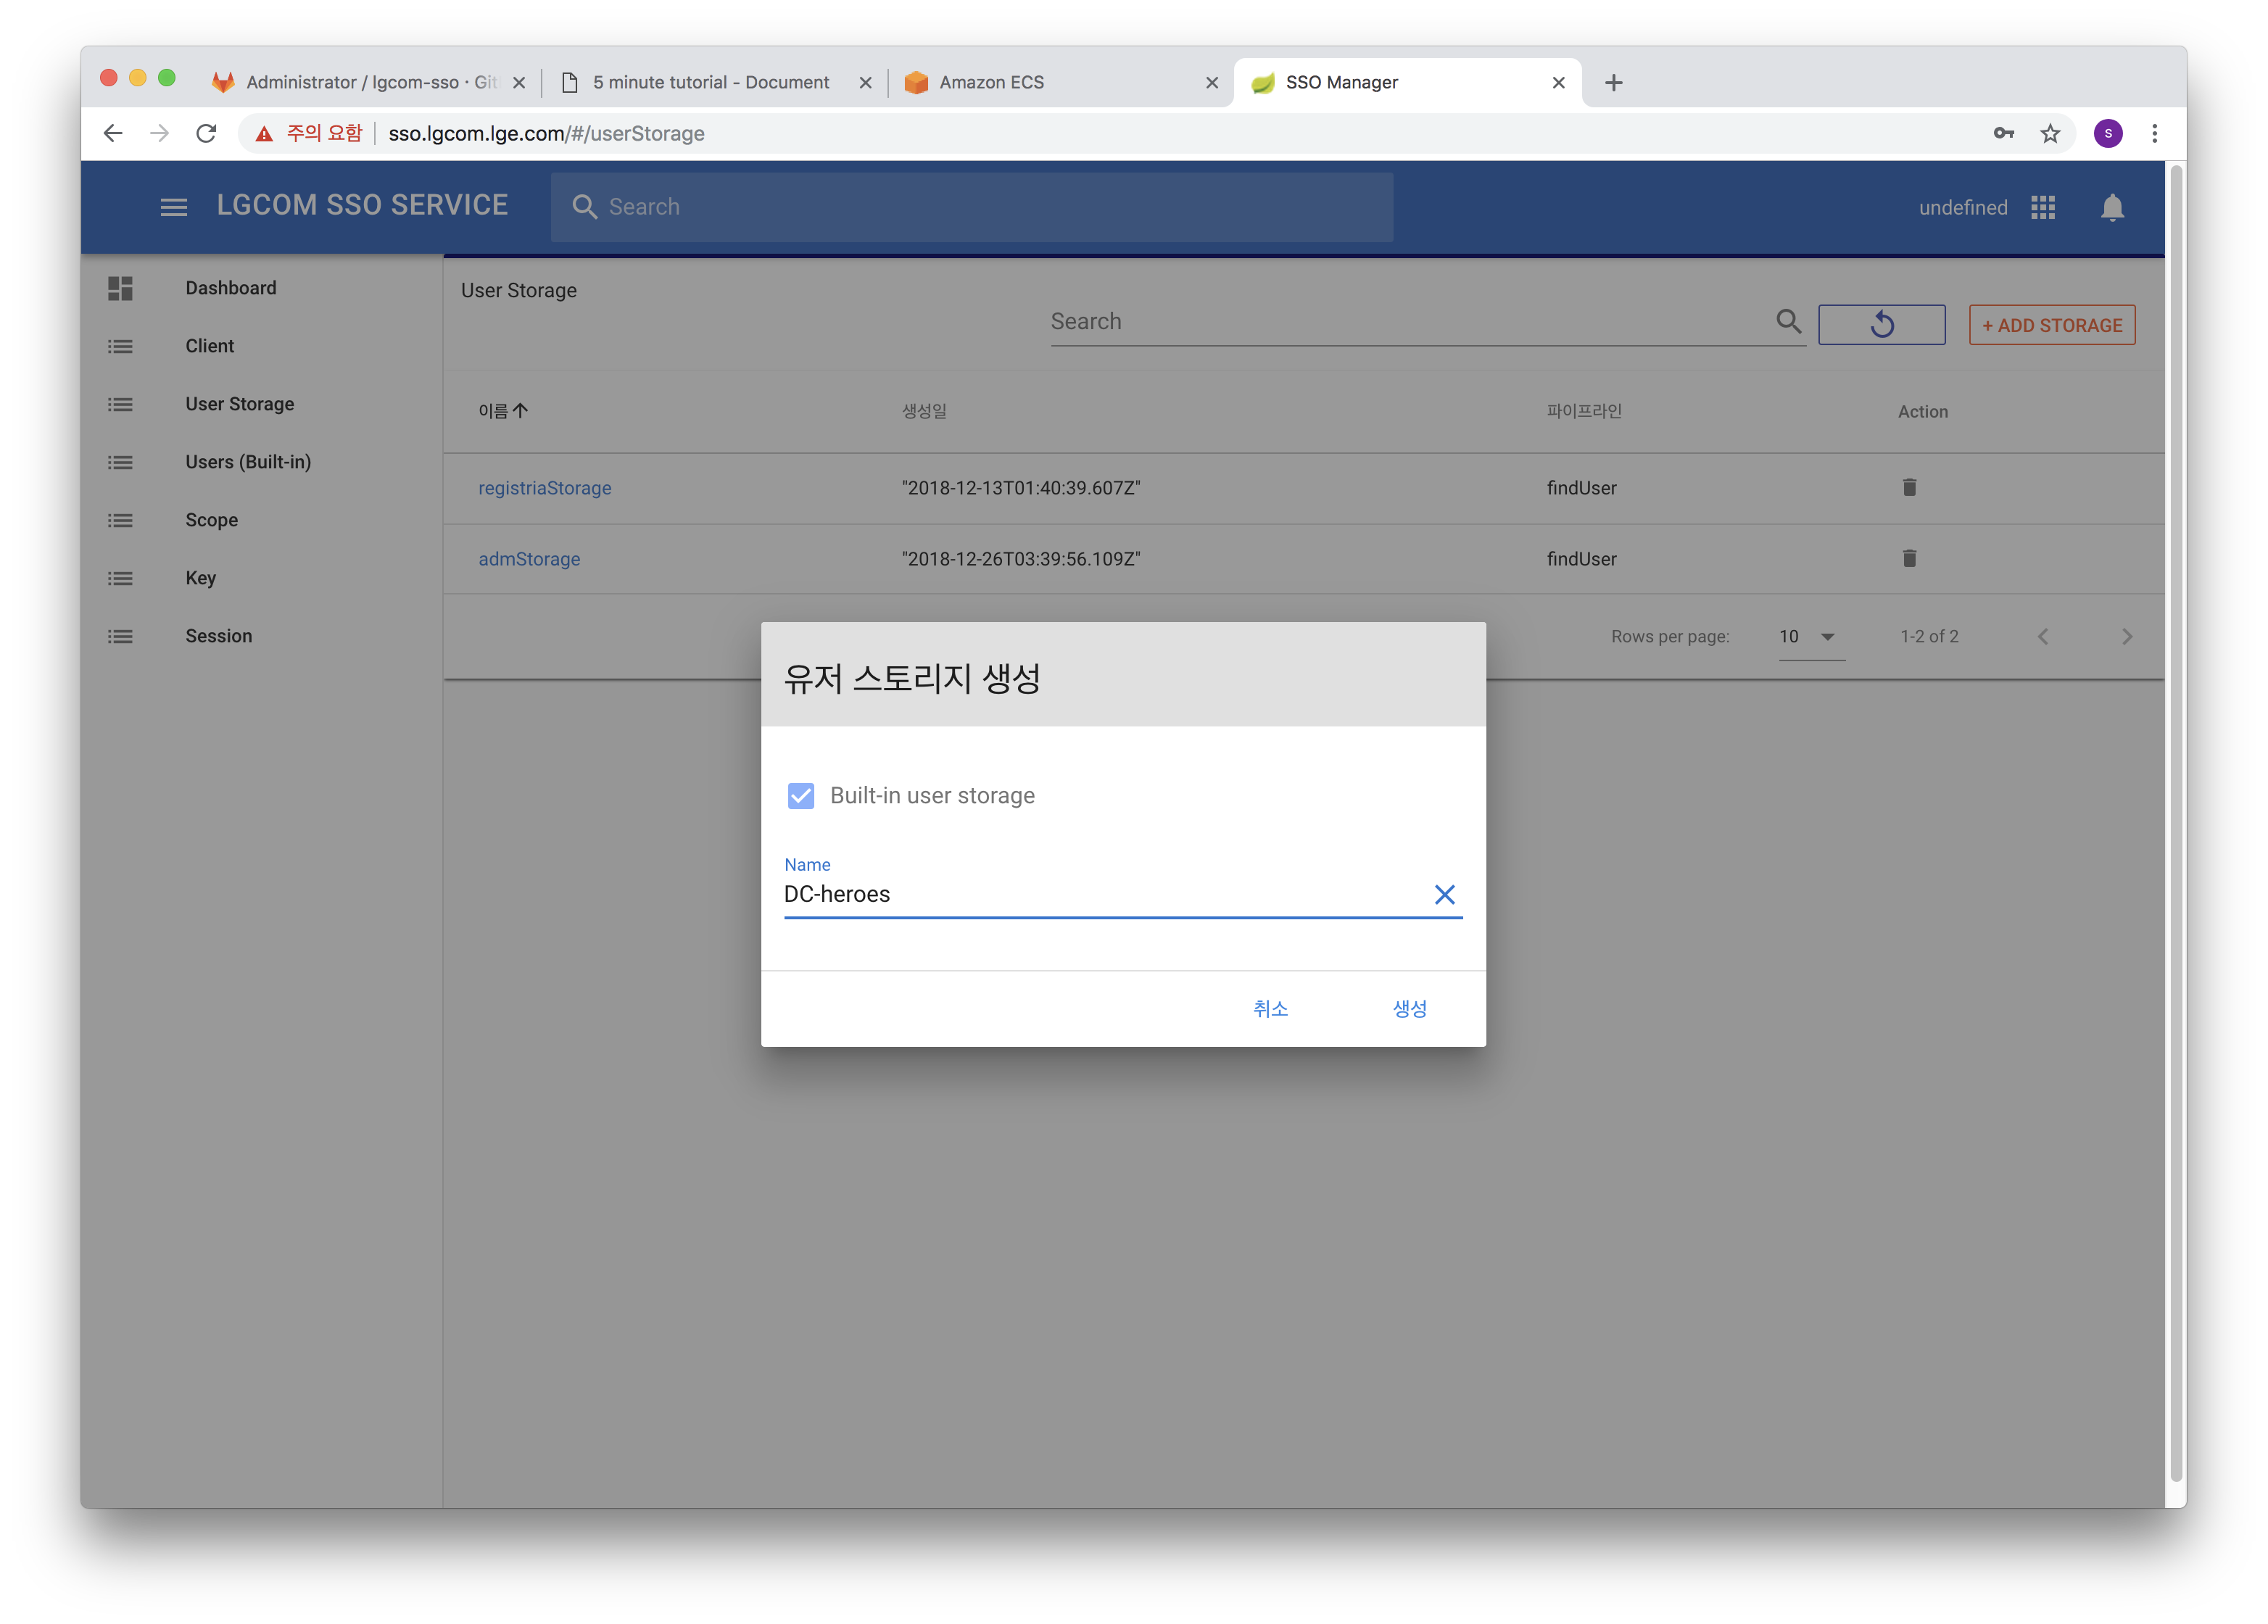 Administrator / lgcom-sso · Git
5 minute tutorial - Document
Amazon ECS
SSO Manager
주의 요함
sso.lgcom.lge.com/#/userStorage
S
LGCOM SSO SERVICE
Search
undefined
Dashboard
Client
User Storage
Users (Built-in)
Scope
Key
Session
User Storage
Search
+ ADD STORAGE
이름 생성일 파이프라인 Action
registriaStorage "2018-12-13T01:40:39.607Z" findUser
admStorage "2018-12-26T03:39:56.109Z" findUser
Rows per page: 10 1-2 of 2
유저 스토리지 생성
Built-in user storage
Name
DC-heroes
취소 생성